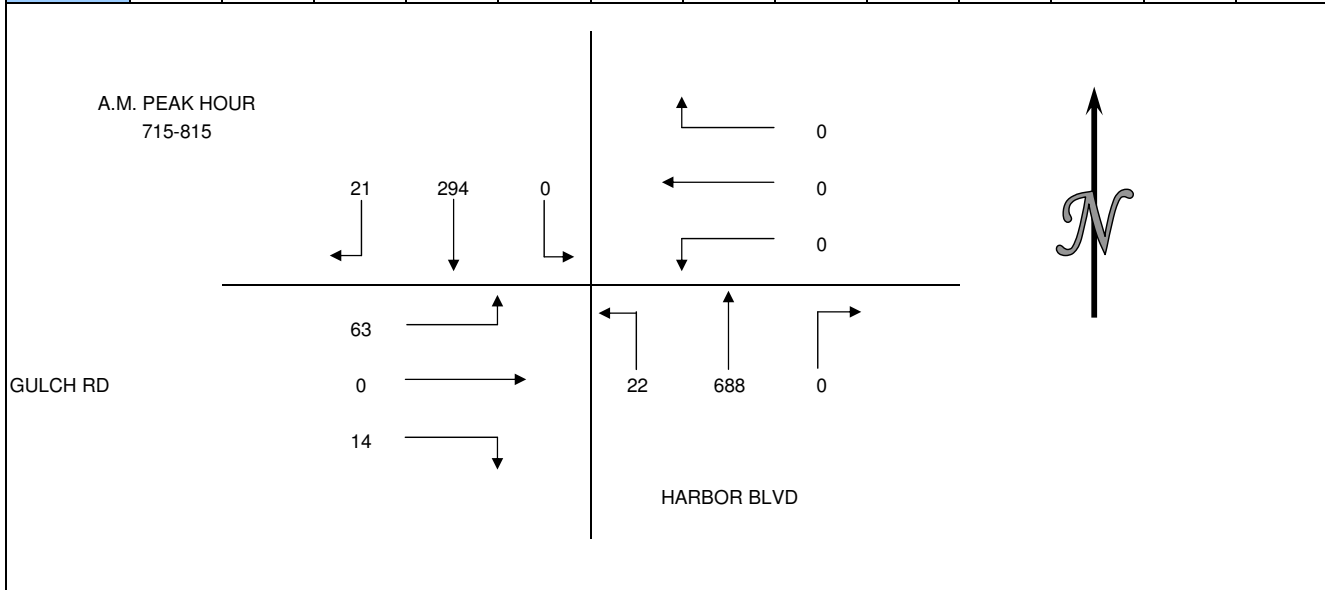 A.M. PEAK HOUR
715-815
0
21 294 0 0
0
63
GULCH RD 0 22 688 0
14
HARBOR BLVD
N